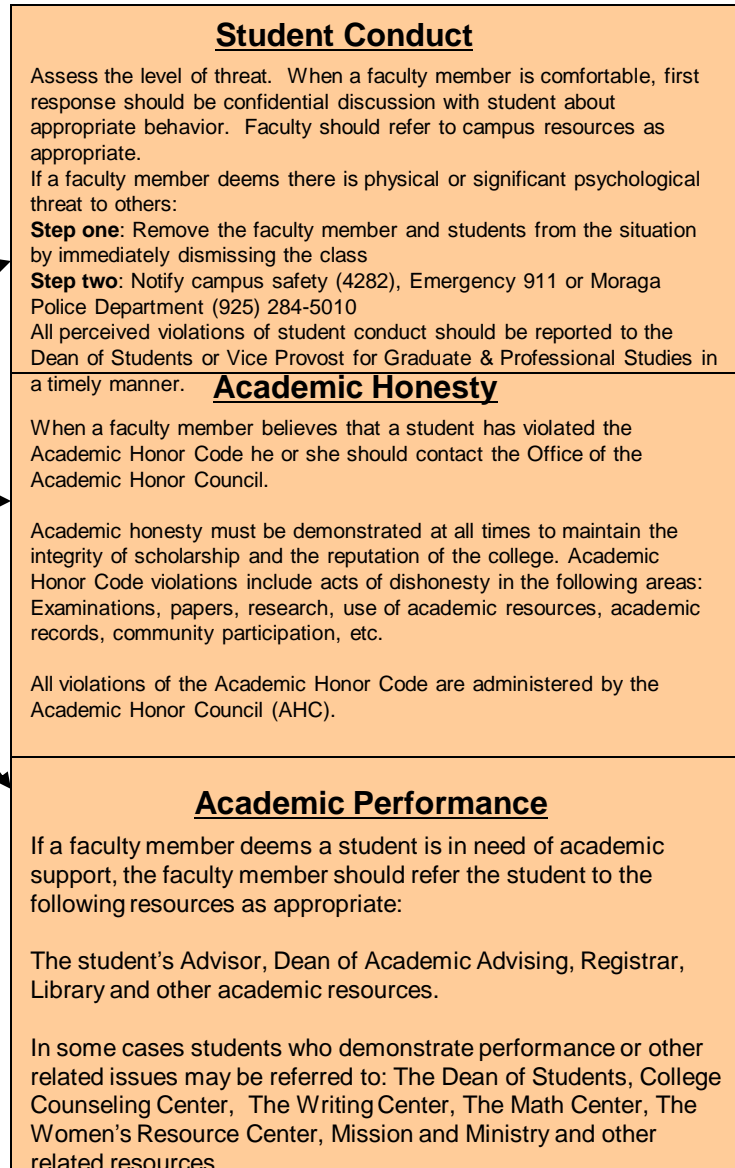 Student Conduct
Assess the level of threat. When a faculty member is comfortable, first
response should be confidential discussion with student about
appropriate behavior. Faculty should refer to campus resources as
appropriate.
If a faculty member deems there is physical or significant psychological
threat to others:
Step one: Remove the faculty member and students from the situation
by immediately dismissing the class
Step two: Notify campus safety (4282), Emergency 911 or Moraga
Police Department (925) 284-5010
All perceived violations of student conduct should be reported to the
Dean of Students or Vice Provost for Graduate & Professional Studies in
a timely manner.
Academic Honesty
When a faculty member believes that a student has violated the
Academic Honor Code he or she should contact the Office of the
Academic Honor Council.
Academic honesty must be demonstrated at all times to maintain the
integrity of scholarship and the reputation of the college. Academic
Honor Code violations include acts of dishonesty in the following areas:
Examinations, papers, research, use of academic resources, academic
records, community participation, etc.
All violations of the Academic Honor Code are administered by the
Academic Honor Council (AHC).
Academic Performance
If a faculty member deems a student is in need of academic
support, the faculty member should refer the student to the
following resources as appropriate:
The student's Advisor, Dean of Academic Advising, Registrar,
Library and other academic resources.
In some cases students who demonstrate performance or other
related issues may be referred to: The Dean of Students, College
Counseling Center, The Writing Center, The Math Center, The
Women's Resource Center, Mission and Ministry and other
related resources